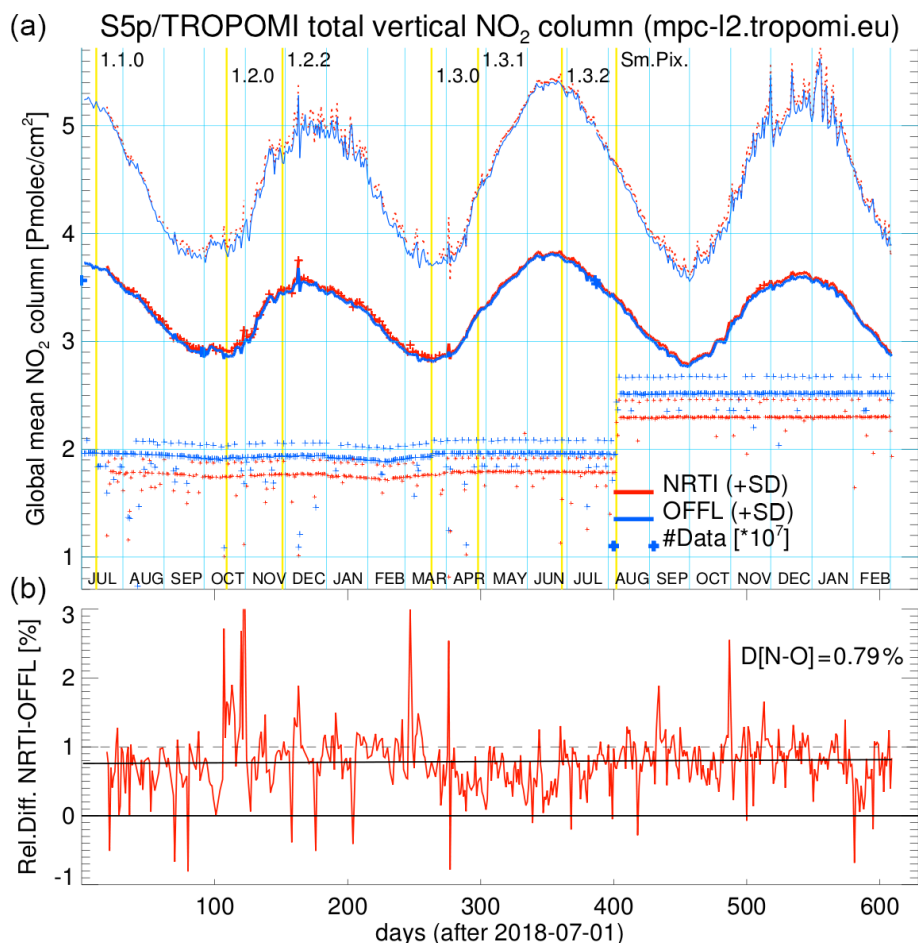 (a)
S5p/TROPOMI total vertical NO₂ column (mpc-l2.tropomi.eu)
1.1.0
1.2.0
1.2.2
1.3.0
1.3.1
1.3.2
Sm.Pix.
Global mean NO₂ column [Pmolec/cm²]
5
4
3
2
1
NRTI (+SD)
OFFL (+SD)
#Data [*10⁷]
JUL AUG SEP OCT NOV DEC JAN FEB MAR APR MAY JUN JUL AUG SEP OCT NOV DEC JAN FEB
(b)
Rel.Diff. NRTI-OFFL [%]
3
2
1
0
-1
D[N-O]=0.79%
100 200 300 400 500 600
days (after 2018-07-01)